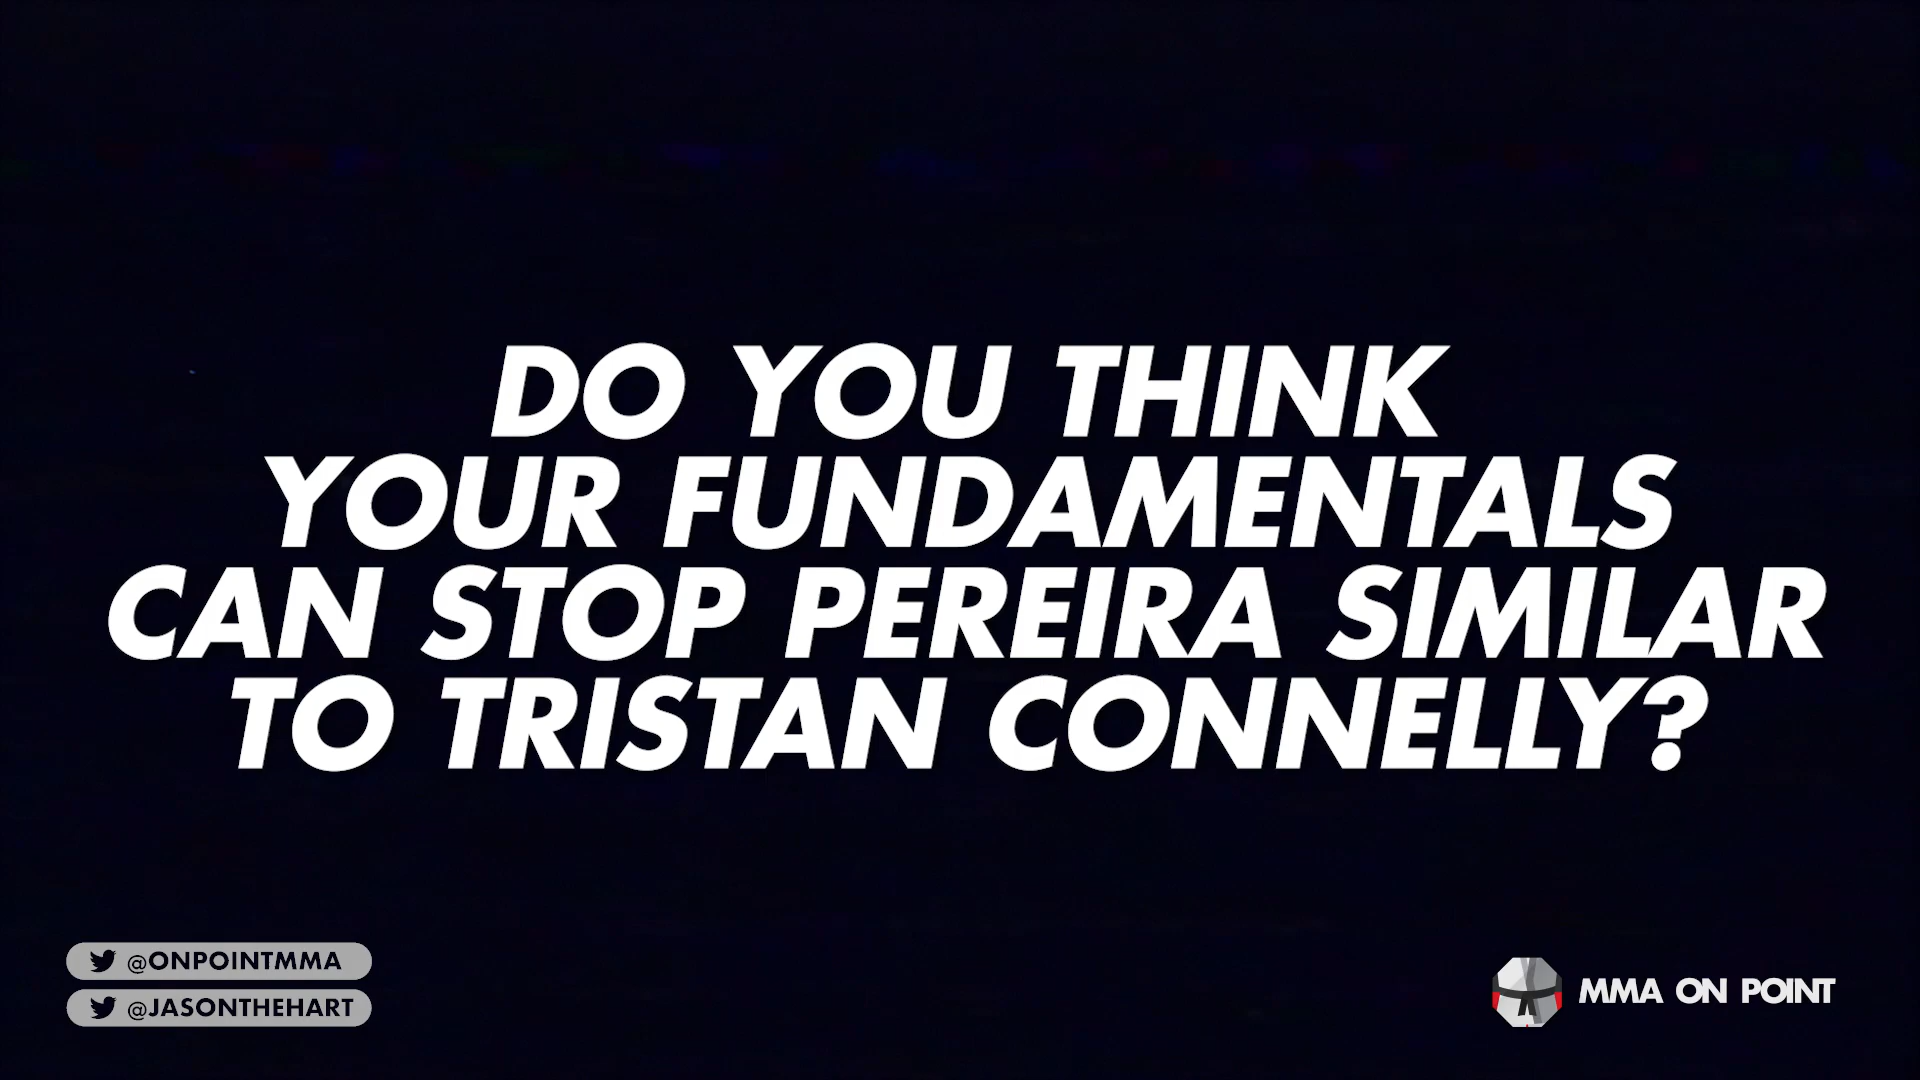 DO YOU THINK
YOUR FUNDAMENTALS
CAN STOP PEREIRA SIMILAR
TO TRISTAN CONNELLY?
@ONPOINTMMA
@JASONTHEHART
MMA ON POINT